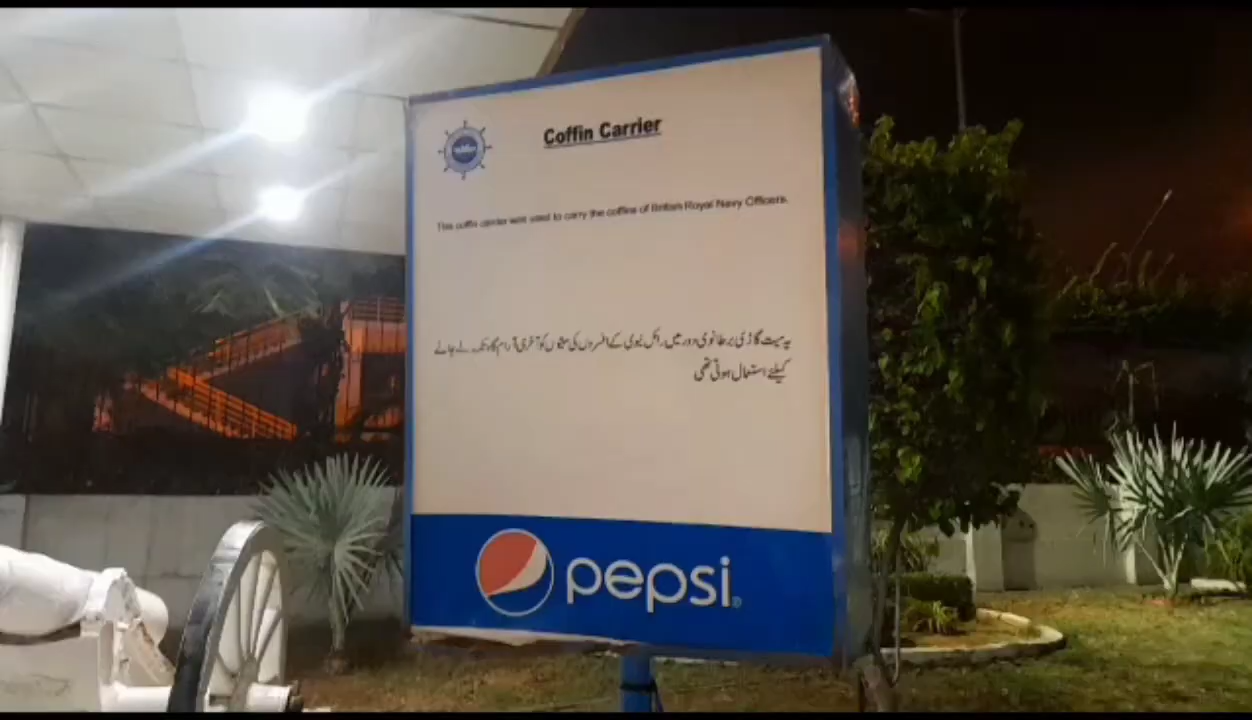 Coffin Carrier
This coffin carrier were used to carry the coffins of British Royal Navy Officers.
یہ میت گاڑی برطانوی دور میں رائل نیوی کے افسروں کی میتوں کو آخری آرام گاہ تک لے جانے
کیلئے استعمال ہوتی تھی
pepsi®